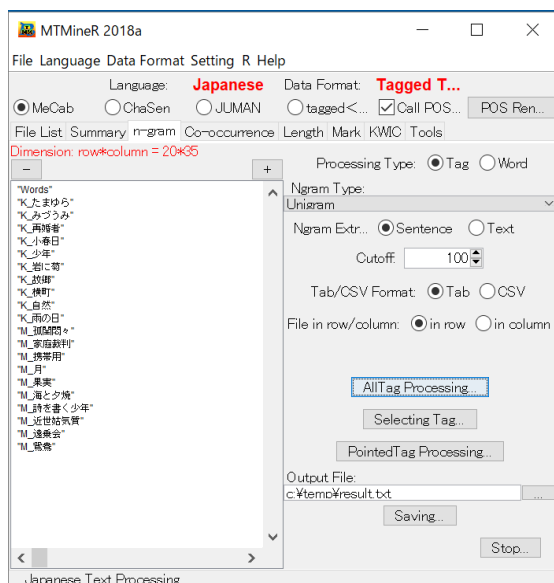 MTMineR 2018a
File Language Data Format Setting R Help
Language: Japanese Data Format: Tagged T...
MeCab ChaSen JUMAN tagged<... Call POS... POS Ren...
File List Summary n-gram Co-occurrence Length Mark KWIC Tools
Dimension: row*column = 20*35
Processing Type: Tag Word
− +
"Words"
"K_たまゆら"
"K_みづうみ"
"K_再婚者"
"K_小春日"
"K_少年"
"K_岩に菊"
"K_故郷"
"K_横町"
"K_自然"
"K_雨の日"
"M_孤閨悶々"
"M_家庭裁判"
"M_携帯用"
"M_月"
"M_果実"
"M_海と夕焼"
"M_詩を書く少年"
"M_近世姑気質"
"M_遠乗会"
"M_鴛鴦"
Ngram Type:
Unigram
Ngram Extr... Sentence Text
Cutoff: 100
Tab/CSV Format: Tab CSV
File in row/column: in row in column
AllTag Processing...
Selecting Tag...
PointedTag Processing...
Output File:
c:¥temp¥result.txt ...
Saving...
Stop...
Japanese Text Processing